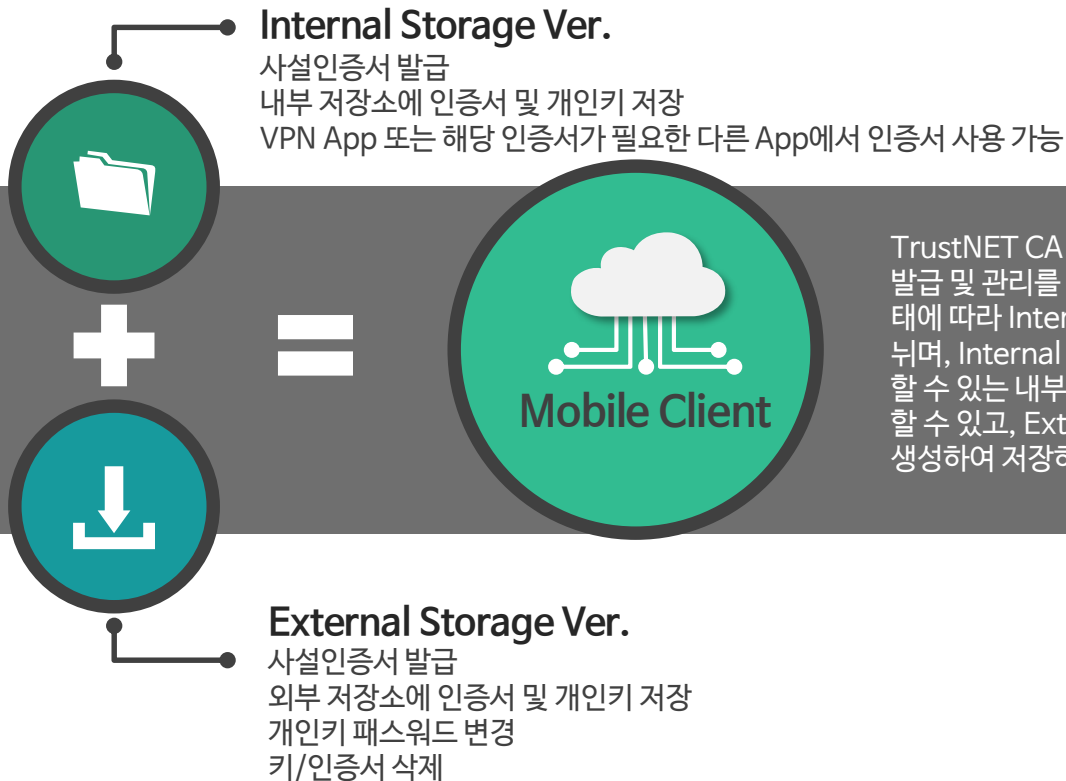 Internal Storage Ver.
사설인증서 발급
내부 저장소에 인증서 및 개인키 저장
VPN App 또는 해당 인증서가 필요한 다른 App에서 인증서 사용 가능
Mobile Client
TrustNET CA
발급 및 관리를
태에 따라 Inter
뉘며, Internal
할 수 있는 내부
할 수 있고, Ext
생성하여 저장하
External Storage Ver.
사설인증서 발급
외부 저장소에 인증서 및 개인키 저장
개인키 패스워드 변경
키/인증서 삭제